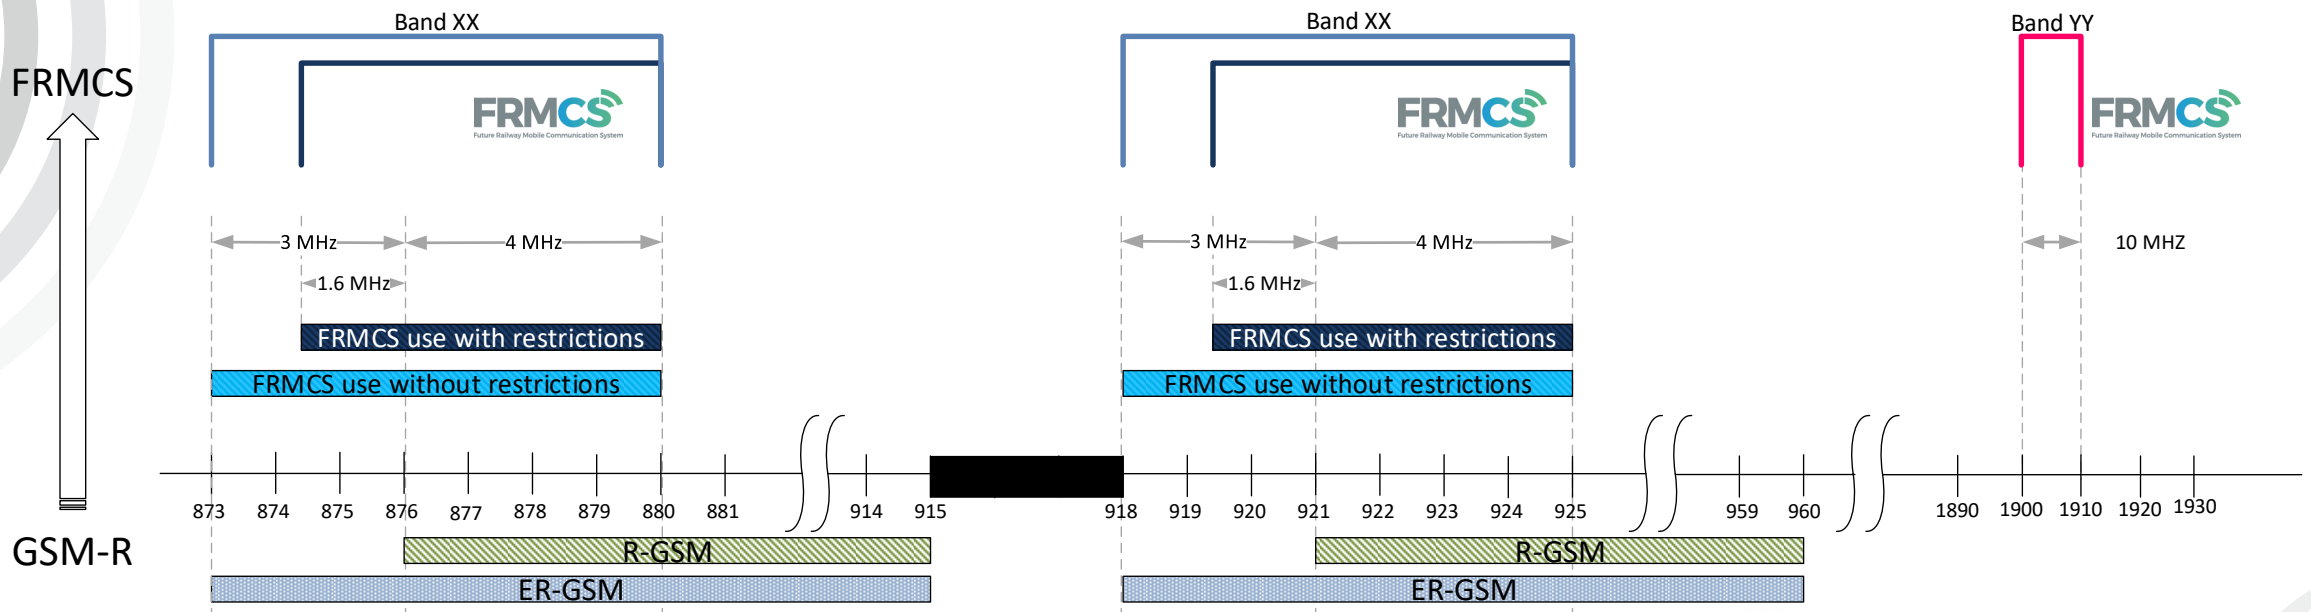 Band XX
Band XX
Band YY
FRMCS
FRMCS
Future Railway Mobile Communication System
FRMCS
Future Railway Mobile Communication System
FRMCS
Future Railway Mobile Communication System
3 MHz
4 MHz
3 MHz
4 MHz
10 MHZ
1.6 MHz
1.6 MHz
FRMCS use with restrictions
FRMCS use with restrictions
FRMCS use without restrictions
FRMCS use without restrictions
873 874 875 876 877 878 879 880 881 914 915 918 919 920 921 922 923 924 925 959 960 1890 1900 1910 1920 1930
GSM-R
R-GSM
R-GSM
ER-GSM
ER-GSM